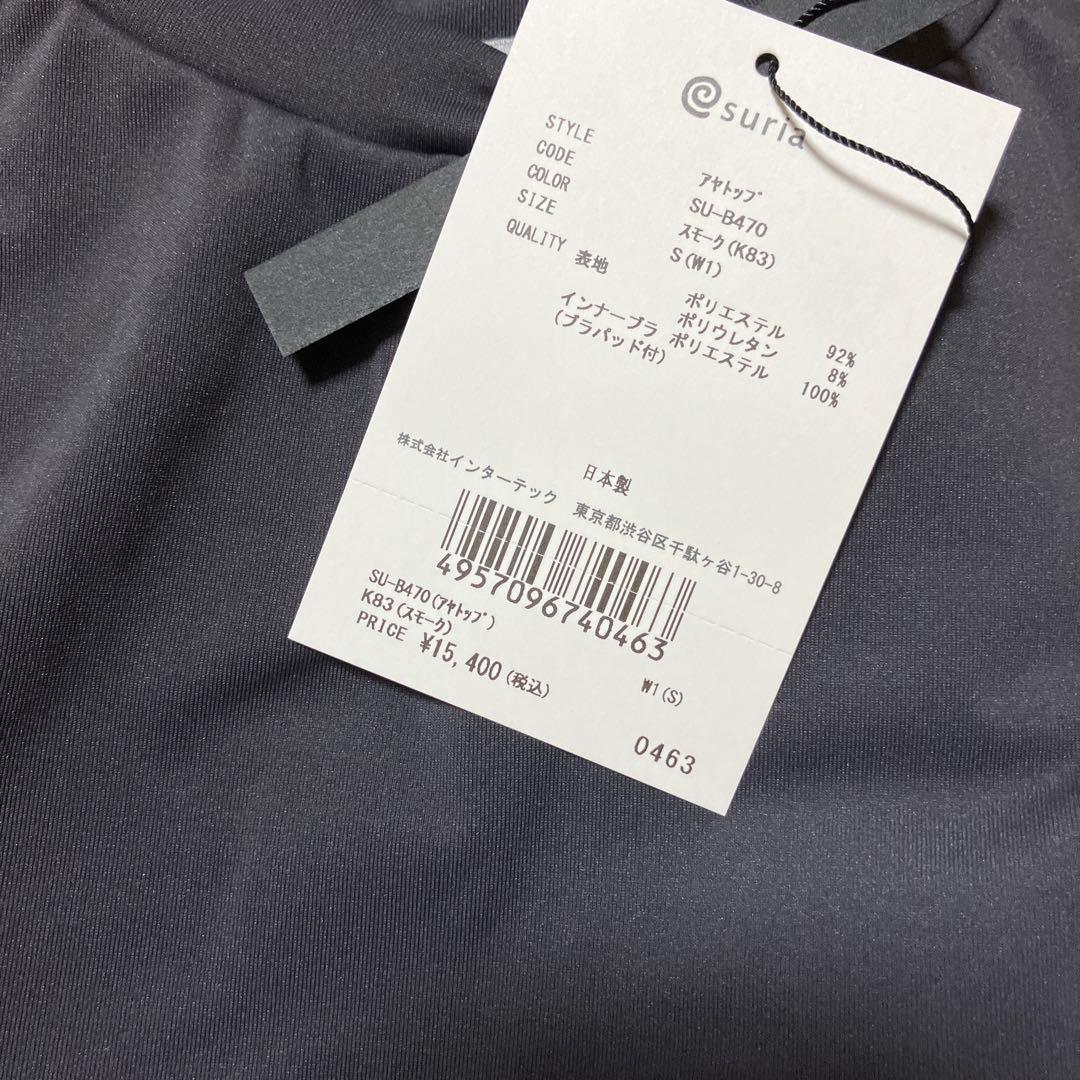 suria
STYLE アヤトップ
CODE SU-B470
COLOR スモーク(K83)
SIZE S(W1)
QUALITY 表地 ポリエステル 92%
ポリウレタン 8%
インナーブラ ポリエステル 100%
(ブラパッド付)
日本製
株式会社インターテック 東京都渋谷区千駄ヶ谷1-30-8
4957096740463
SU-B470(アヤトップ)
K83(スモーク) W1(S)
PRICE ¥15,400(税込)
0463